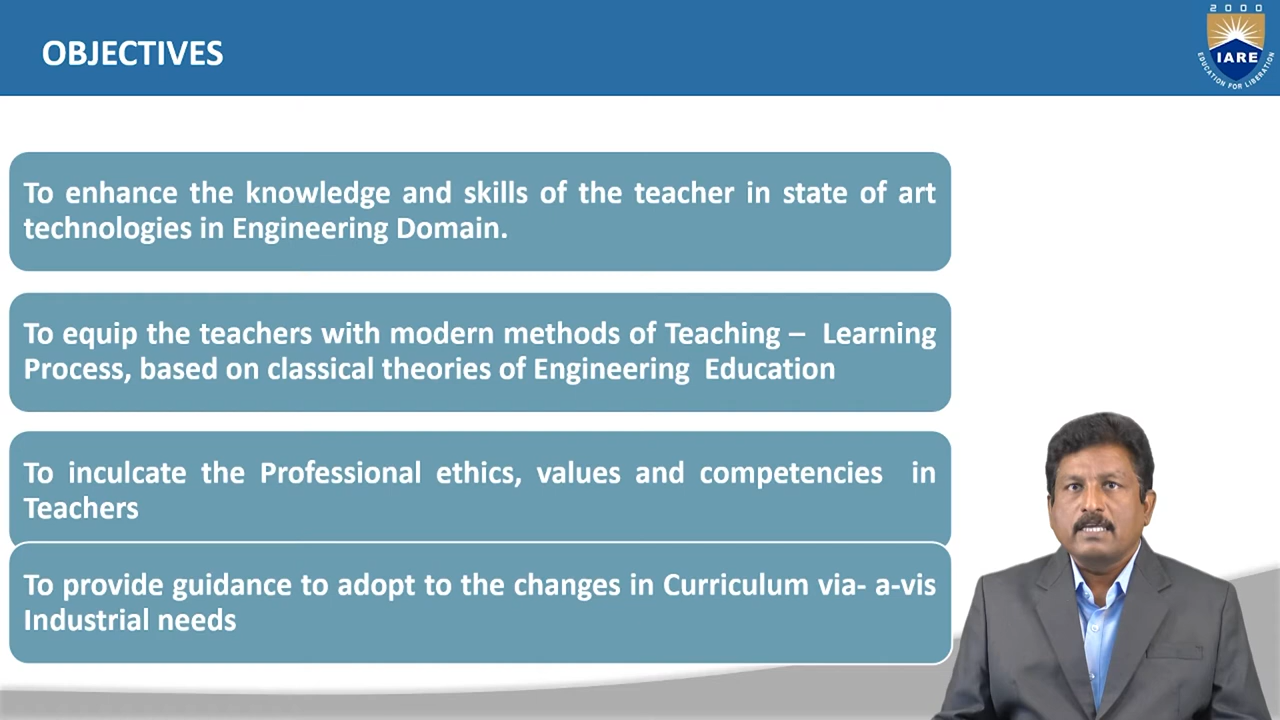 OBJECTIVES
2000
IARE
EDUCATION FOR LIBERATION
To enhance the knowledge and skills of the teacher in state of art
technologies in Engineering Domain.
To equip the teachers with modern methods of Teaching – Learning
Process, based on classical theories of Engineering Education
To inculcate the Professional ethics, values and competencies in
Teachers
To provide guidance to adopt to the changes in Curriculum via- a-vis
Industrial needs